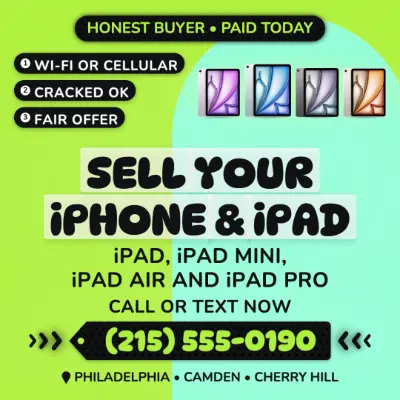 HONEST BUYER • PAID TODAY
1 WI-FI OR CELLULAR
2 CRACKED OK
3 FAIR OFFER
SELL YOUR
iPHONE & iPAD
iPAD, iPAD MINI,
iPAD AIR AND iPAD PRO
CALL OR TEXT NOW
(215) 555-0190
PHILADELPHIA • CAMDEN • CHERRY HILL